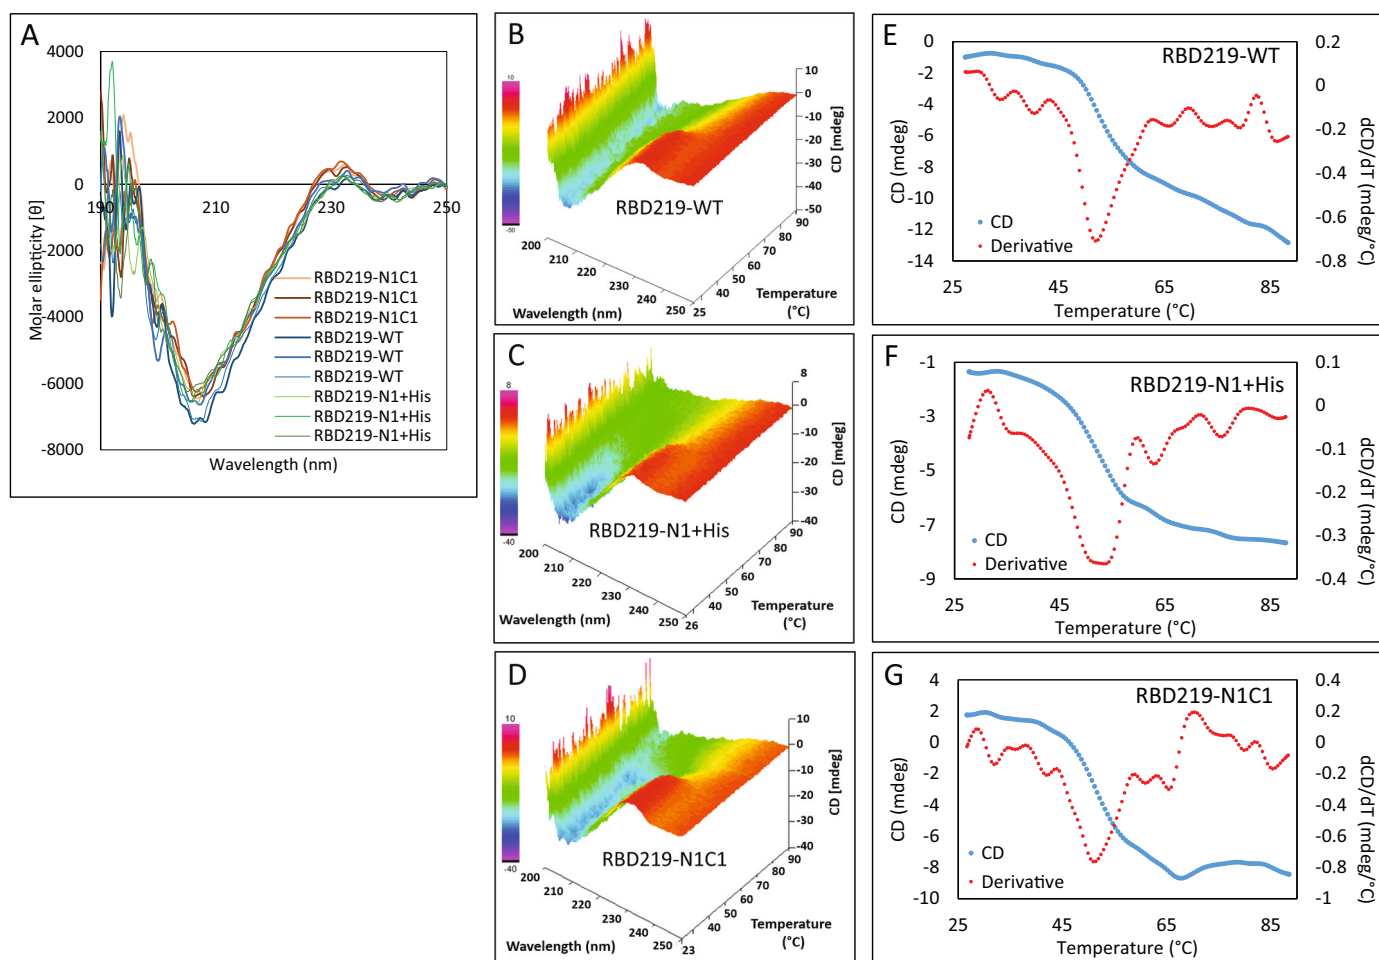 A
4000
2000
0
-2000
-4000
-6000
-8000
190
210
230
250
Molar ellipticity [θ]
Wavelength (nm)
RBD219-N1C1
RBD219-N1C1
RBD219-N1C1
RBD219-WT
RBD219-WT
RBD219-WT
RBD219-N1+His
RBD219-N1+His
RBD219-N1+His
B
10
-50
RBD219-WT
10
0
-10
-20
-30
-40
-50
CD [mdeg]
90
80
70
60
50
40
25
Temperature
(°C)
200
210
220
230
240
250
Wavelength (nm)
C
8
-40
RBD219-N1+His
8
0
-10
-20
-30
-40
CD [mdeg]
90
80
70
60
50
40
26
Temperature
(°C)
200
210
220
230
240
250
Wavelength (nm)
D
10
-40
RBD219-N1C1
10
0
-10
-20
-30
-40
CD [mdeg]
90
80
70
60
50
40
23
Temperature
(°C)
200
210
220
230
240
250
Wavelength (nm)
E
RBD219-WT
0
-2
-4
-6
-8
-10
-12
-14
CD (mdeg)
0.2
0
-0.2
-0.4
-0.6
-0.8
dCD/dT (mdeg/°C)
CD
Derivative
25
45
65
85
Temperature (°C)
F
RBD219-N1+His
-1
-3
-5
-7
-9
CD (mdeg)
0.1
0
-0.1
-0.2
-0.3
-0.4
dCD/dT (mdeg/°C)
CD
Derivative
25
45
65
85
Temperature (°C)
G
RBD219-N1C1
4
2
0
-2
-4
-6
-8
-10
CD (mdeg)
0.4
0.2
0
-0.2
-0.4
-0.6
-0.8
-1
dCD/dT (mdeg/°C)
CD
Derivative
25
45
65
85
Temperature (°C)